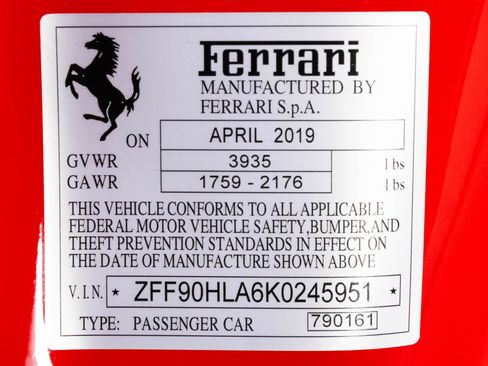 Ferrari
MANUFACTURED BY
FERRARI S.p.A.
ON APRIL 2019
GVWR 3935 lbs
GAWR 1759 - 2176 lbs
THIS VEHICLE CONFORMS TO ALL APPLICABLE
FEDERAL MOTOR VEHICLE SAFETY,BUMPER,AND
THEFT PREVENTION STANDARDS IN EFFECT ON
THE DATE OF MANUFACTURE SHOWN ABOVE
V.I.N. * ZFF90HLA6K0245951 *
TYPE: PASSENGER CAR 790161